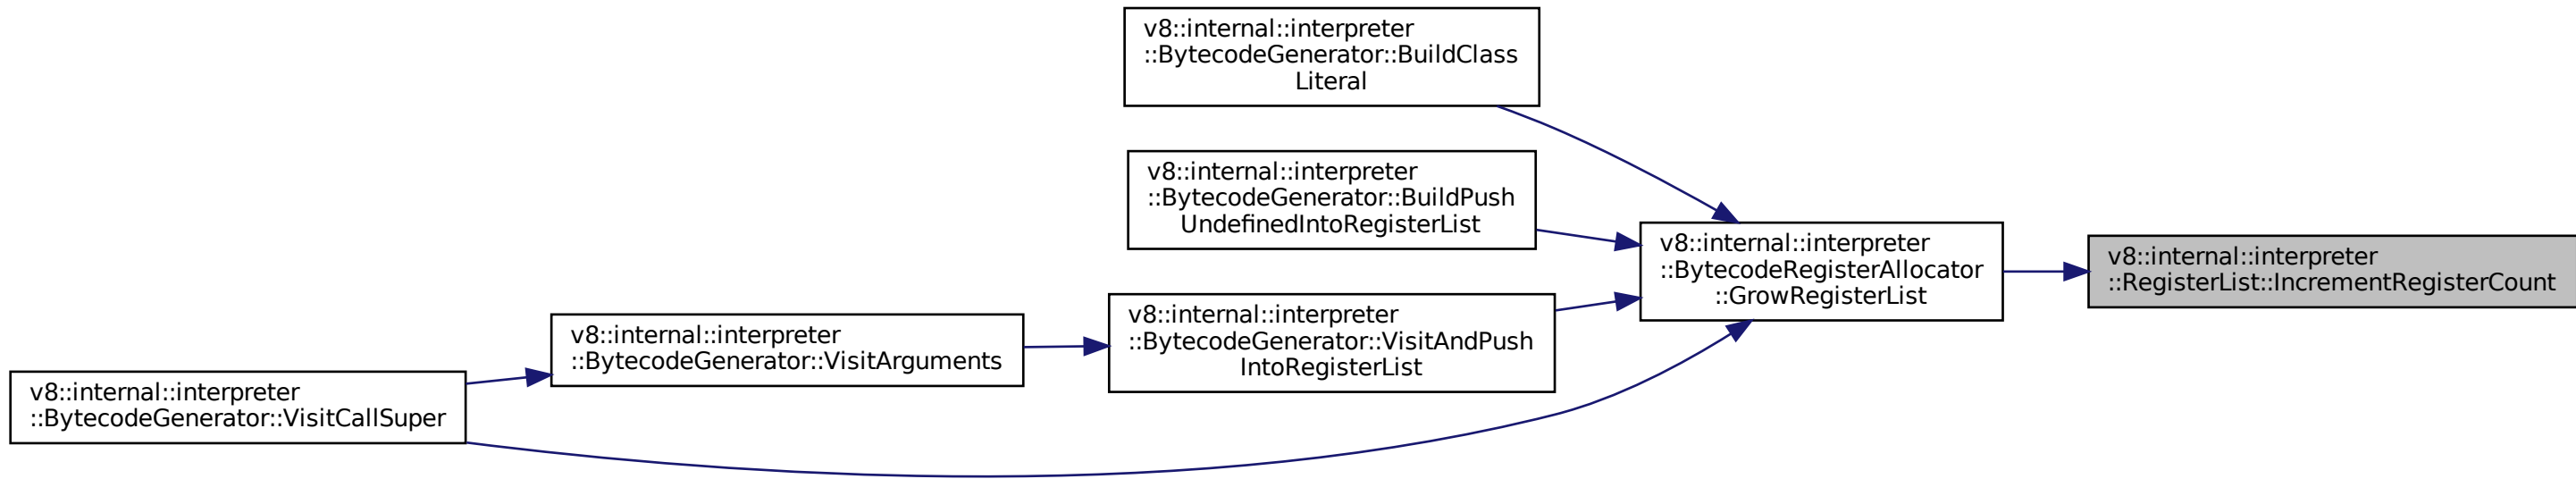 v8::internal::interpreter
::BytecodeGenerator::BuildClass
Literal
v8::internal::interpreter
::BytecodeGenerator::BuildPush
UndefinedIntoRegisterList
v8::internal::interpreter
::BytecodeRegisterAllocator
::GrowRegisterList
v8::internal::interpreter
::RegisterList::IncrementRegisterCount
v8::internal::interpreter
::BytecodeGenerator::VisitAndPush
IntoRegisterList
v8::internal::interpreter
::BytecodeGenerator::VisitArguments
v8::internal::interpreter
::BytecodeGenerator::VisitCallSuper